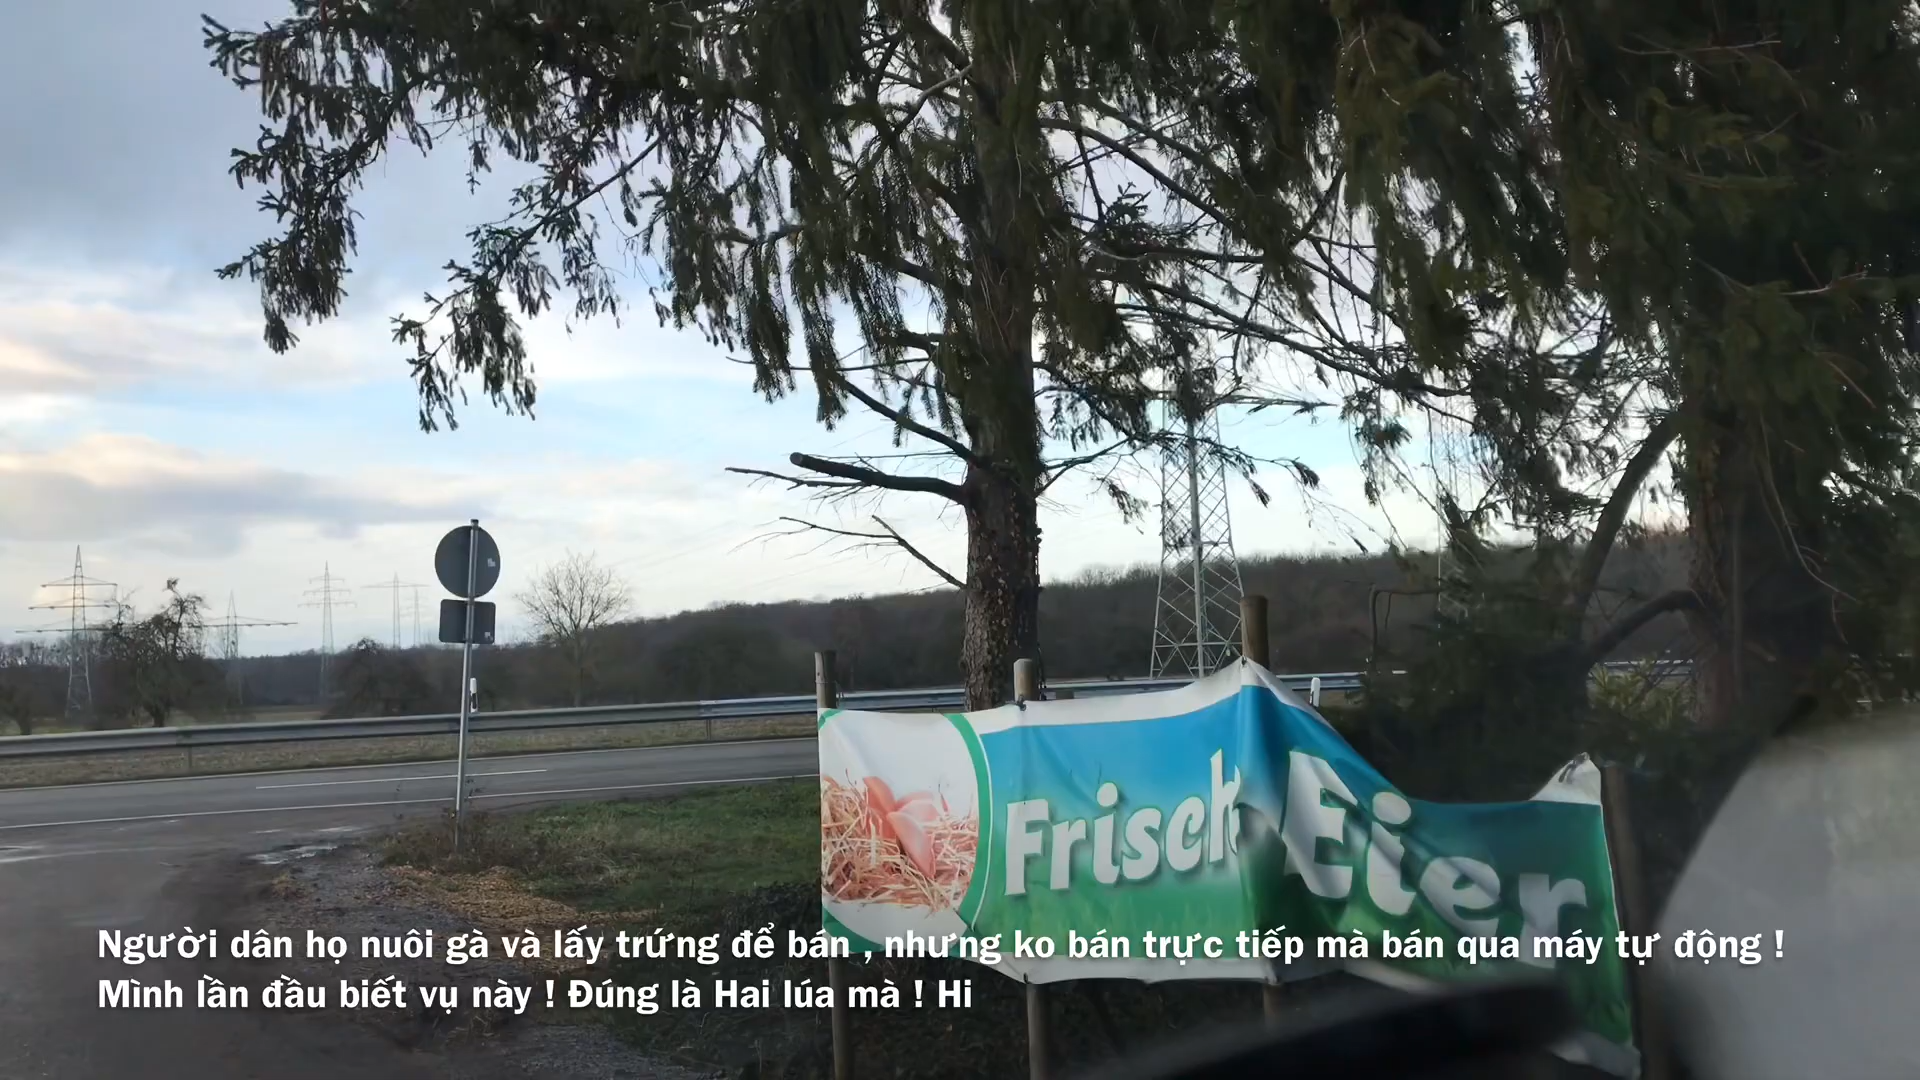 Frisch Eier
Người dân họ nuôi gà và lấy trứng để bán , nhưng ko bán trực tiếp mà bán qua máy tự động !
Mình lần đầu biết vụ này ! Đúng là Hai lúa mà ! Hi